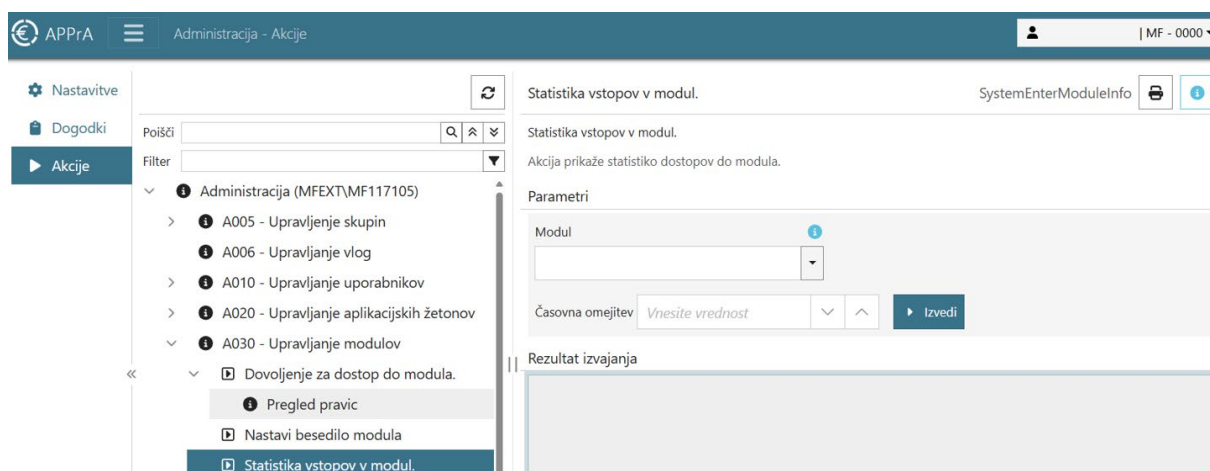 APPrA
Administracija - Akcije
| MF - 0000
Nastavitve
Dogodki
Akcije
Poišči
Filter
Administracija (MFEXT\MF117105)
A005 - Upravljenje skupin
A006 - Upravljanje vlog
A010 - Upravljanje uporabnikov
A020 - Upravljanje aplikacijskih žetonov
A030 - Upravljanje modulov
Dovoljenje za dostop do modula.
Pregled pravic
Nastavi besedilo modula
Statistika vstopov v modul.
Statistika vstopov v modul.
SystemEnterModuleInfo
Statistika vstopov v modul.
Akcija prikaže statistiko dostopov do modula.
Parametri
Modul
Časovna omejitev
Vnesite vrednost
Izvedi
Rezultat izvajanja